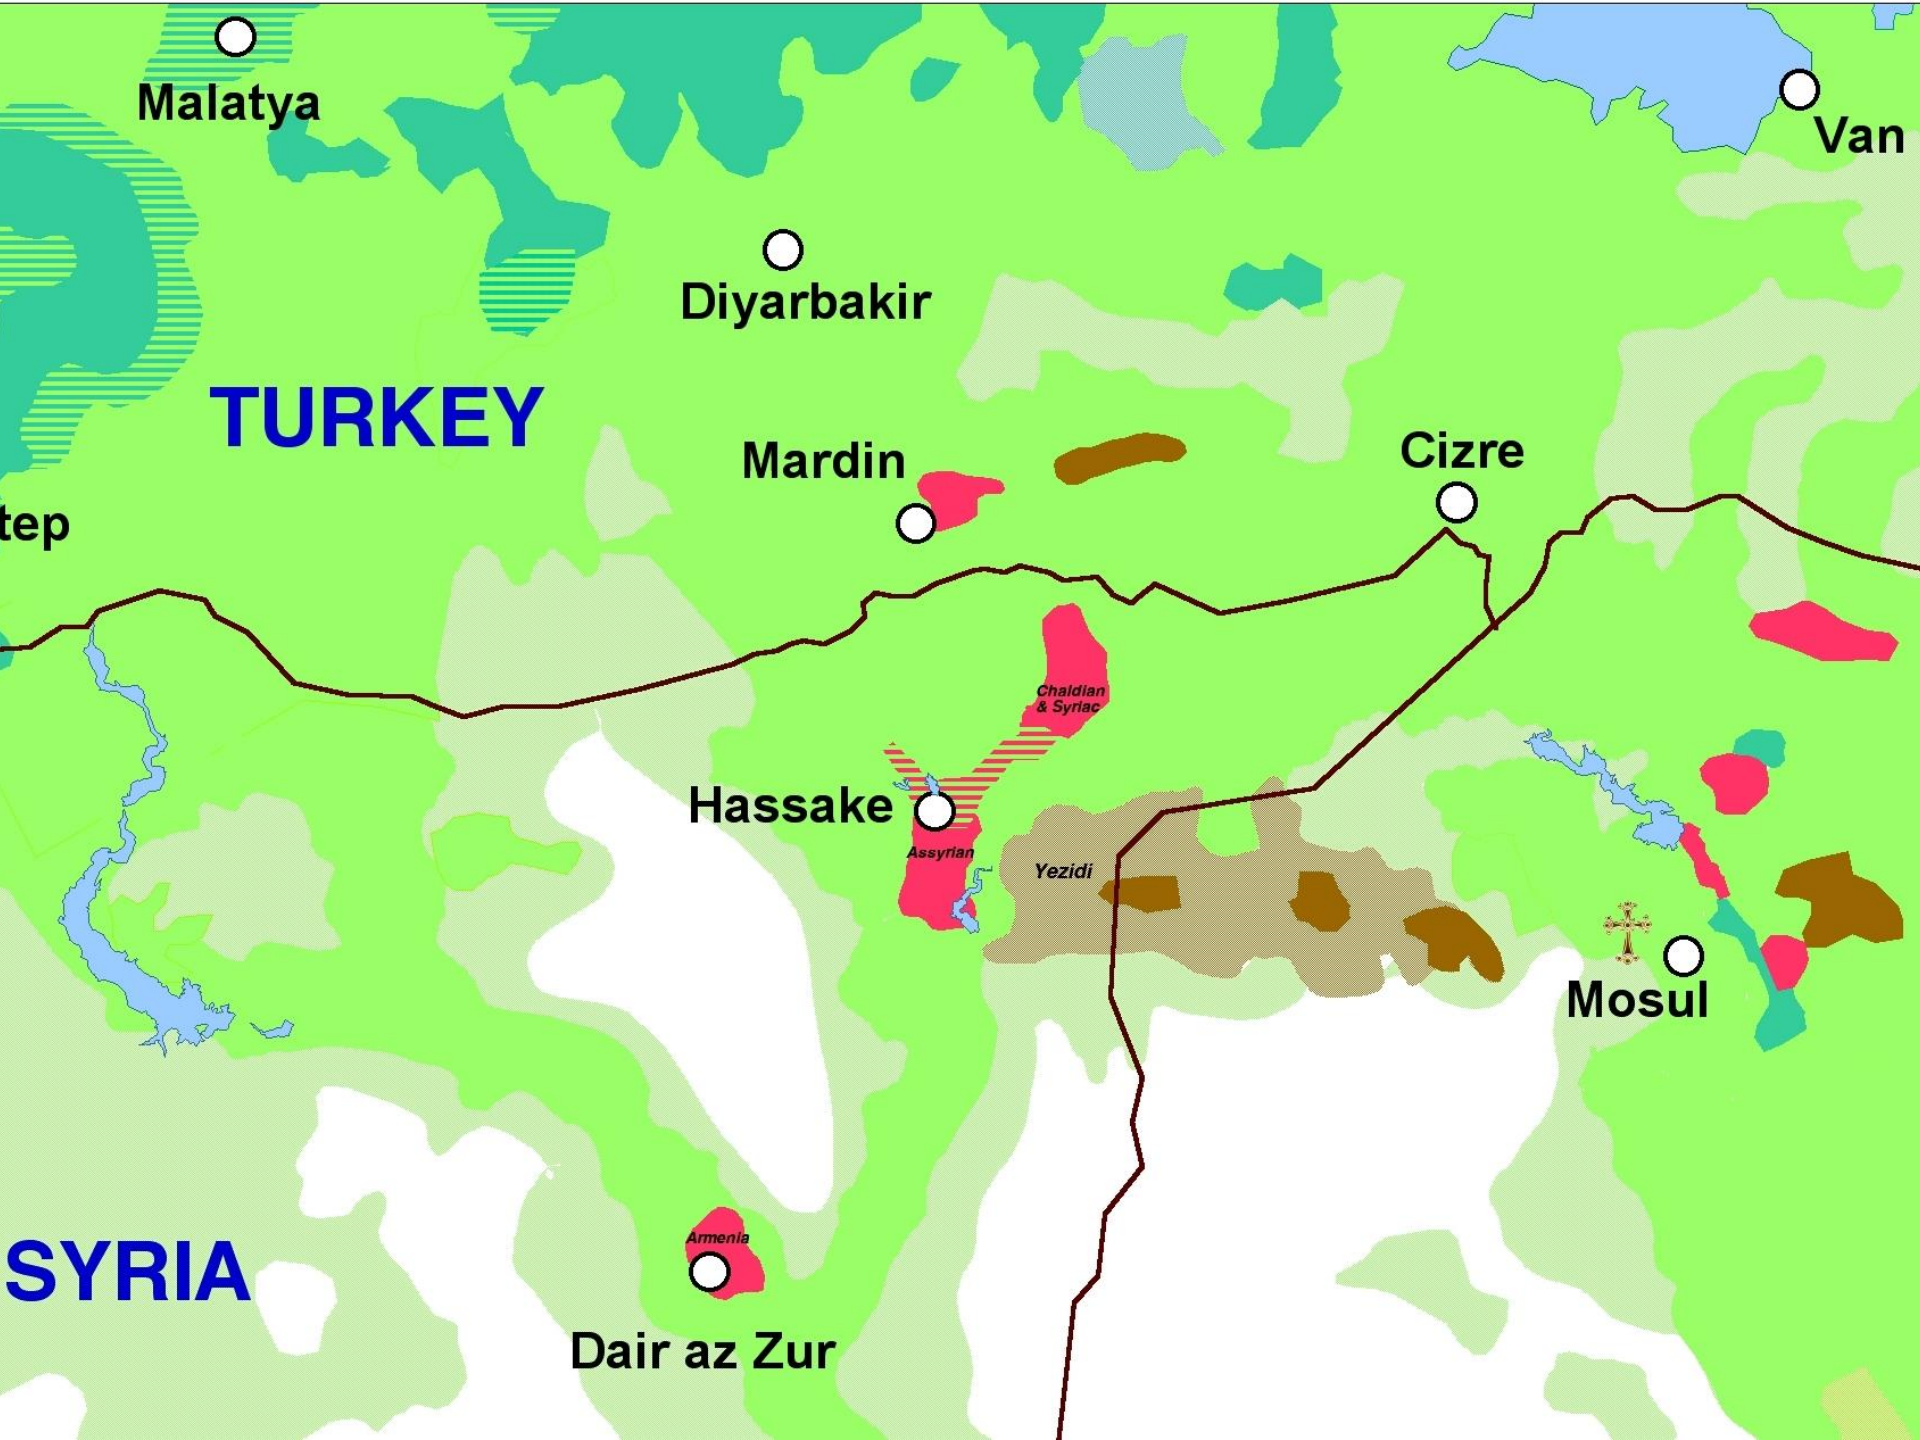 Malatya
Van
Diyarbakir
TURKEY
Mardin
Cizre
tep
Chaldian
& Syriac
Hassake
Assyrian
Yezidi
Mosul
Armenia
SYRIA
Dair az Zur